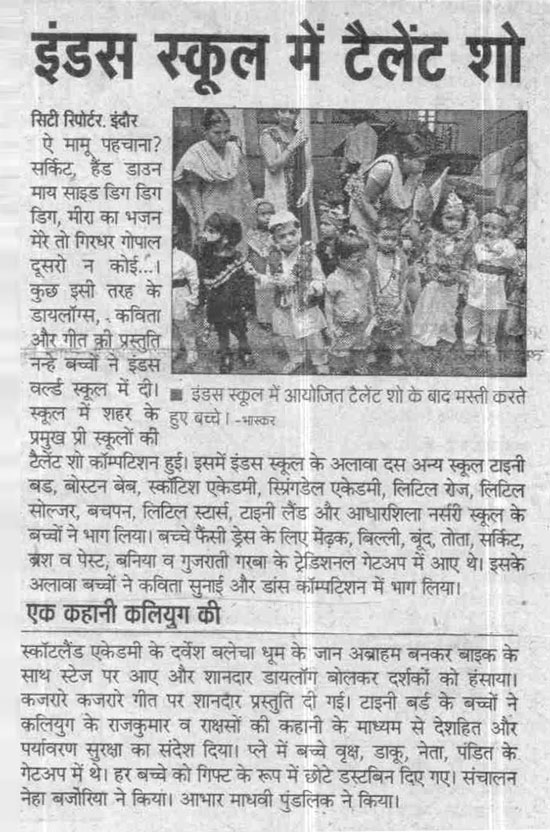 इंडस स्कूल में टैलेंट शो
सिटी रिपोर्टर. इंदौर
ऐ मामू पहचाना?
सर्किट, हैंड डाउन
माय साइड डिग डिग
डिग, मीरा का भजन
मेरे तो गिरधर गोपाल
दूसरो न कोई...।
कुछ इसी तरह के
डायलॉग्स, कविता
और गीत की प्रस्तुति
नन्हे बच्चों ने इंडस
वर्ल्ड स्कूल में दी।
स्कूल में शहर के
प्रमुख प्री स्कूलों की
टैलेंट शो कॉम्पटिशन हुई। इसमें इंडस स्कूल के अलावा दस अन्य स्कूल टाइनी
बड, बोस्टन बेब, स्कॉटिश एकेडमी, स्प्रिंगडेल एकेडमी, लिटिल रोज, लिटिल
सोल्जर, बचपन, लिटिल स्टार्स, टाइनी लैंड और आधारशिला नर्सरी स्कूल के
बच्चों ने भाग लिया। बच्चे फैंसी ड्रेस के लिए मेंढ़क, बिल्ली, बूंद, तोता, सर्किट,
ब्रश व पेस्ट, बनिया व गुजराती गरबा के ट्रेडिशनल गेटअप में आए थे। इसके
अलावा बच्चों ने कविता सुनाई और डांस कॉम्पटिशन में भाग लिया।
■ इंडस स्कूल में आयोजित टैलेंट शो के बाद मस्ती करते
हुए बच्चे। -भास्कर
एक कहानी कलियुग की
स्कॉटलैंड एकेडमी के दर्वेश बलेचा धूम के जान अब्राहम बनकर बाइक के
साथ स्टेज पर आए और शानदार डायलॉग बोलकर दर्शकों को हंसाया।
कजरारे कजरारे गीत पर शानदार प्रस्तुति दी गई। टाइनी बर्ड के बच्चों ने
कलियुग के राजकुमार व राक्षसों की कहानी के माध्यम से देशहित और
पर्यावरण सुरक्षा का संदेश दिया। प्ले में बच्चे वृक्ष, डाकू, नेता, पंडित के
गेटअप में थे। हर बच्चे को गिफ्ट के रूप में छोटे डस्टबिन दिए गए। संचालन
नेहा बजोरिया ने किया। आभार माधवी पुंडलिक ने किया।